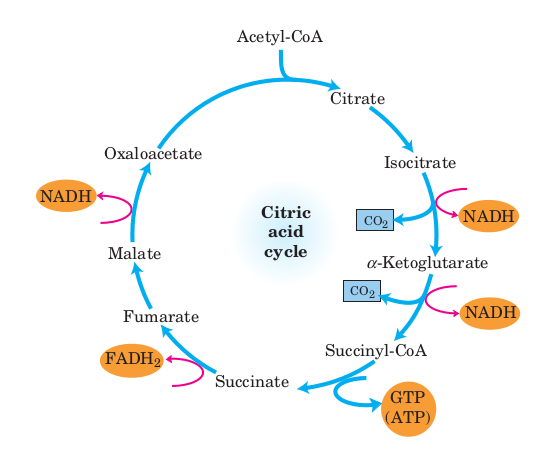 Acetyl-CoA
Citrate
Isocitrate
CO₂
NADH
α-Ketoglutarate
CO₂
NADH
Succinyl-CoA
GTP
(ATP)
Succinate
FADH₂
Fumarate
Malate
NADH
Oxaloacetate
Citric
acid
cycle